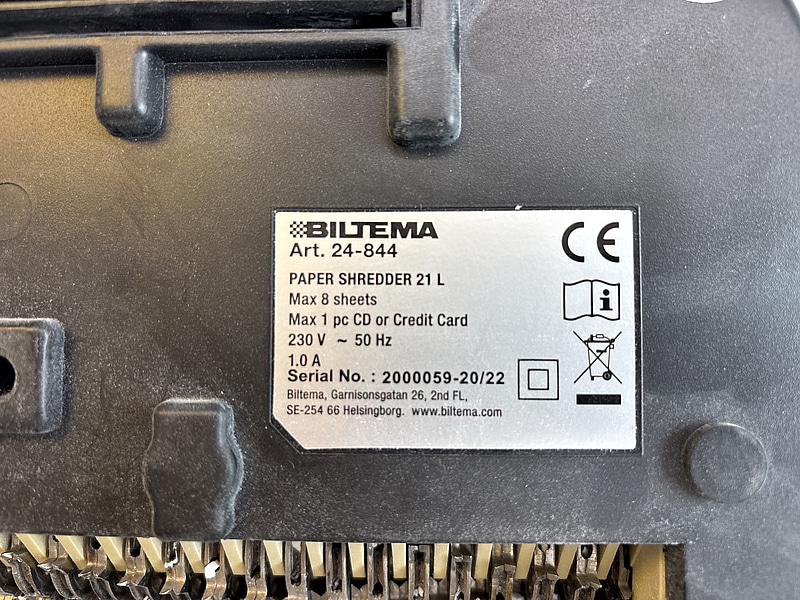 BILTEMA
Art. 24-844
PAPER SHREDDER 21 L
Max 8 sheets
Max 1 pc CD or Credit Card
230 V ~ 50 Hz
1.0 A
Serial No. : 2000059-20/22
Biltema, Garnisonsgatan 26, 2nd FL,
SE-254 66 Helsingborg. www.biltema.com
CE
i